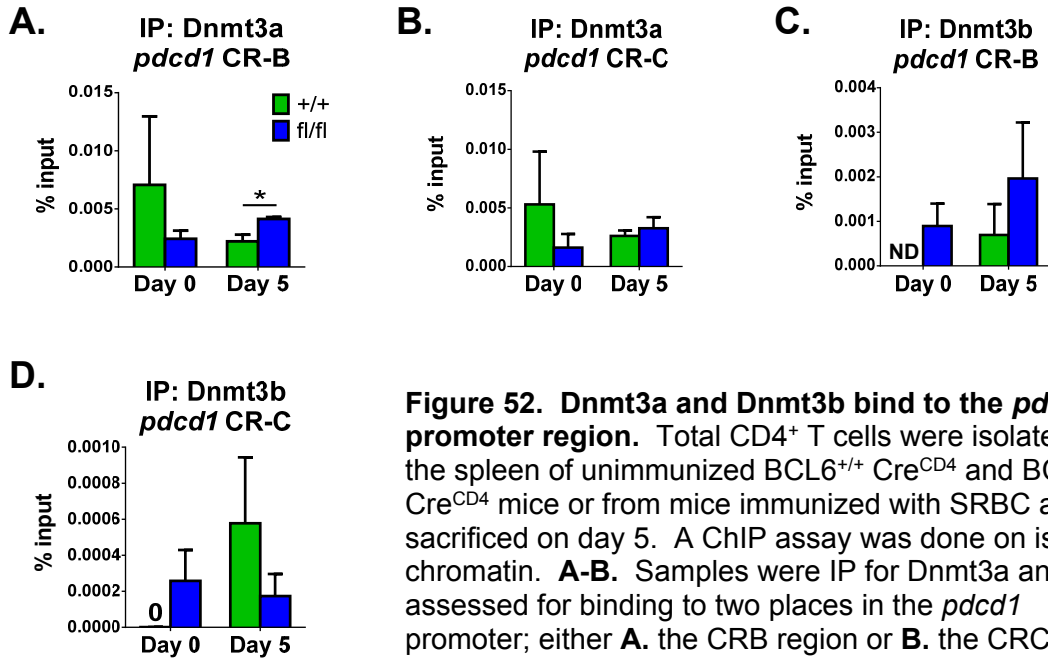 A.
IP: Dnmt3a
pdcd1 CR-B
0.015
0.010
0.005
0.000
% input
*
+/+
fl/fl
Day 0
Day 5
B.
IP: Dnmt3a
pdcd1 CR-C
0.015
0.010
0.005
0.000
% input
Day 0
Day 5
C.
IP: Dnmt3b
pdcd1 CR-B
0.004
0.003
0.002
0.001
0.000
% input
ND
Day 0
Day 5
D.
IP: Dnmt3b
pdcd1 CR-C
0.0010
0.0008
0.0006
0.0004
0.0002
0.0000
% input
0
Day 0
Day 5
Figure 52. Dnmt3a and Dnmt3b bind to the
promoter region. Total CD4⁺ T cells were
the spleen of unimmunized BCL6⁺/⁺ Creᶜᴰ⁴ and
Creᶜᴰ⁴ mice or from mice immunized with SRBC
sacrificed on day 5. A ChIP assay was done on
chromatin. A-B. Samples were IP for Dnmt3a
assessed for binding to two places in the pdcd1
promoter; either A. the CRB region or B. the CRC